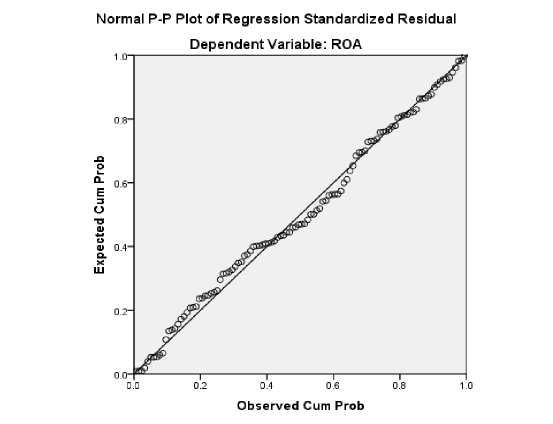 Normal P-P Plot of Regression Standardized Residual
Dependent Variable: ROA
1.0
0.8
0.6
0.4
0.2
0.0
Expected Cum Prob
0.0 0.2 0.4 0.6 0.8 1.0
Observed Cum Prob